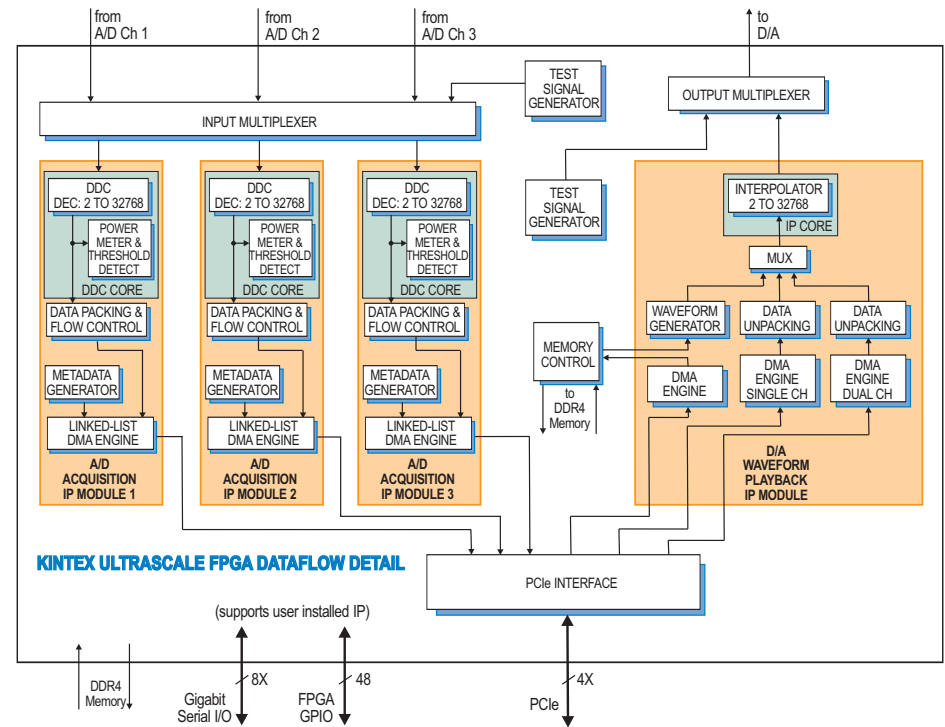 from
A/D Ch 1
from
A/D Ch 2
from
A/D Ch 3
to
D/A
TEST
SIGNAL
GENERATOR
OUTPUT MULTIPLEXER
INPUT MULTIPLEXER
DDC
DEC: 2 TO 32768
POWER
METER &
THRESHOLD
DETECT
DDC CORE
DATA PACKING &
FLOW CONTROL
METADATA
GENERATOR
LINKED-LIST
DMA ENGINE
A/D
ACQUISITION
IP MODULE 1
DDC
DEC: 2 TO 32768
POWER
METER &
THRESHOLD
DETECT
DDC CORE
DATA PACKING &
FLOW CONTROL
METADATA
GENERATOR
LINKED-LIST
DMA ENGINE
A/D
ACQUISITION
IP MODULE 2
DDC
DEC: 2 TO 32768
POWER
METER &
THRESHOLD
DETECT
DDC CORE
DATA PACKING &
FLOW CONTROL
METADATA
GENERATOR
LINKED-LIST
DMA ENGINE
A/D
ACQUISITION
IP MODULE 3
TEST
SIGNAL
GENERATOR
INTERPOLATOR
2 TO 32768
IP CORE
MUX
WAVEFORM
GENERATOR
DATA
UNPACKING
DATA
UNPACKING
MEMORY
CONTROL
to
DDR4
Memory
DMA
ENGINE
DMA
ENGINE
SINGLE CH
DMA
ENGINE
DUAL CH
D/A
WAVEFORM
PLAYBACK
IP MODULE
KINTEX ULTRASCALE FPGA DATAFLOW DETAIL
PCIe INTERFACE
(supports user installed IP)
DDR4
Memory
8X
Gigabit
Serial I/O
48
FPGA
GPIO
4X
PCIe